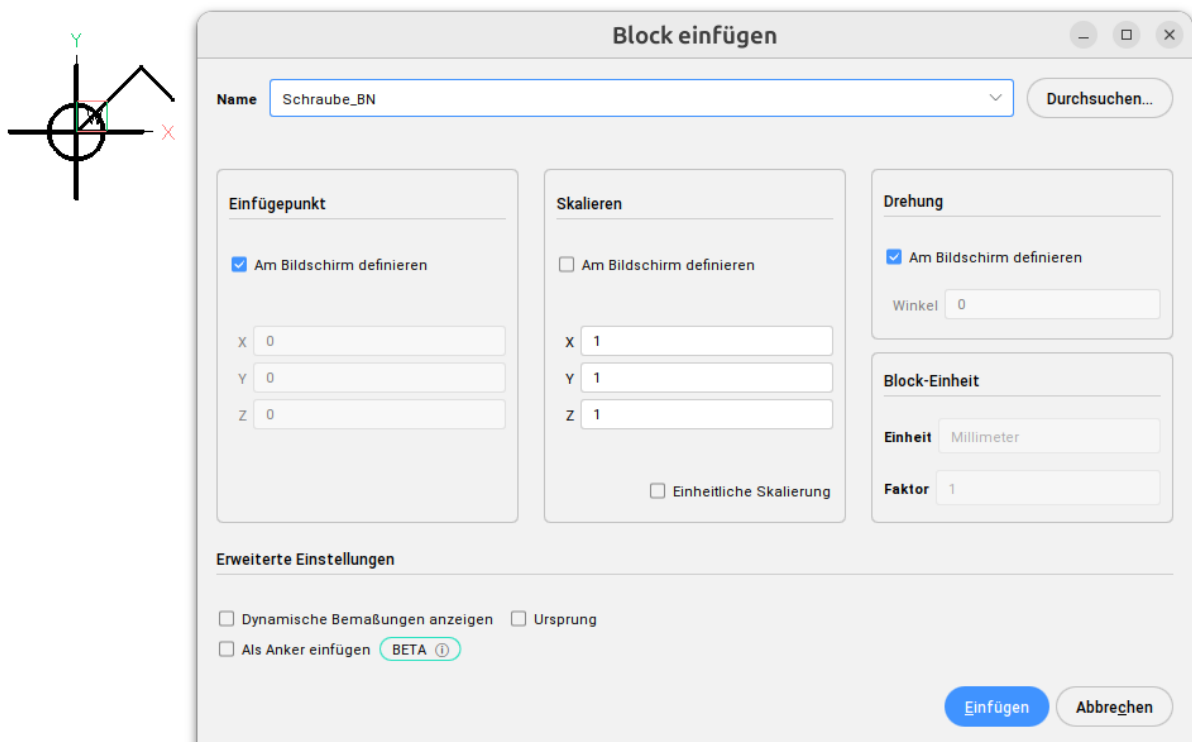 Block einfügen
Y
X
Name Schraube_BN Durchsuchen...
Einfügepunkt
Am Bildschirm definieren
X 0
Y 0
Z 0
Skalieren
Am Bildschirm definieren
X 1
Y 1
Z 1
Einheitliche Skalierung
Drehung
Am Bildschirm definieren
Winkel 0
Block-Einheit
Einheit Millimeter
Faktor 1
Erweiterte Einstellungen
Dynamische Bemaßungen anzeigen Ursprung
Als Anker einfügen BETA
Einfügen Abbrechen